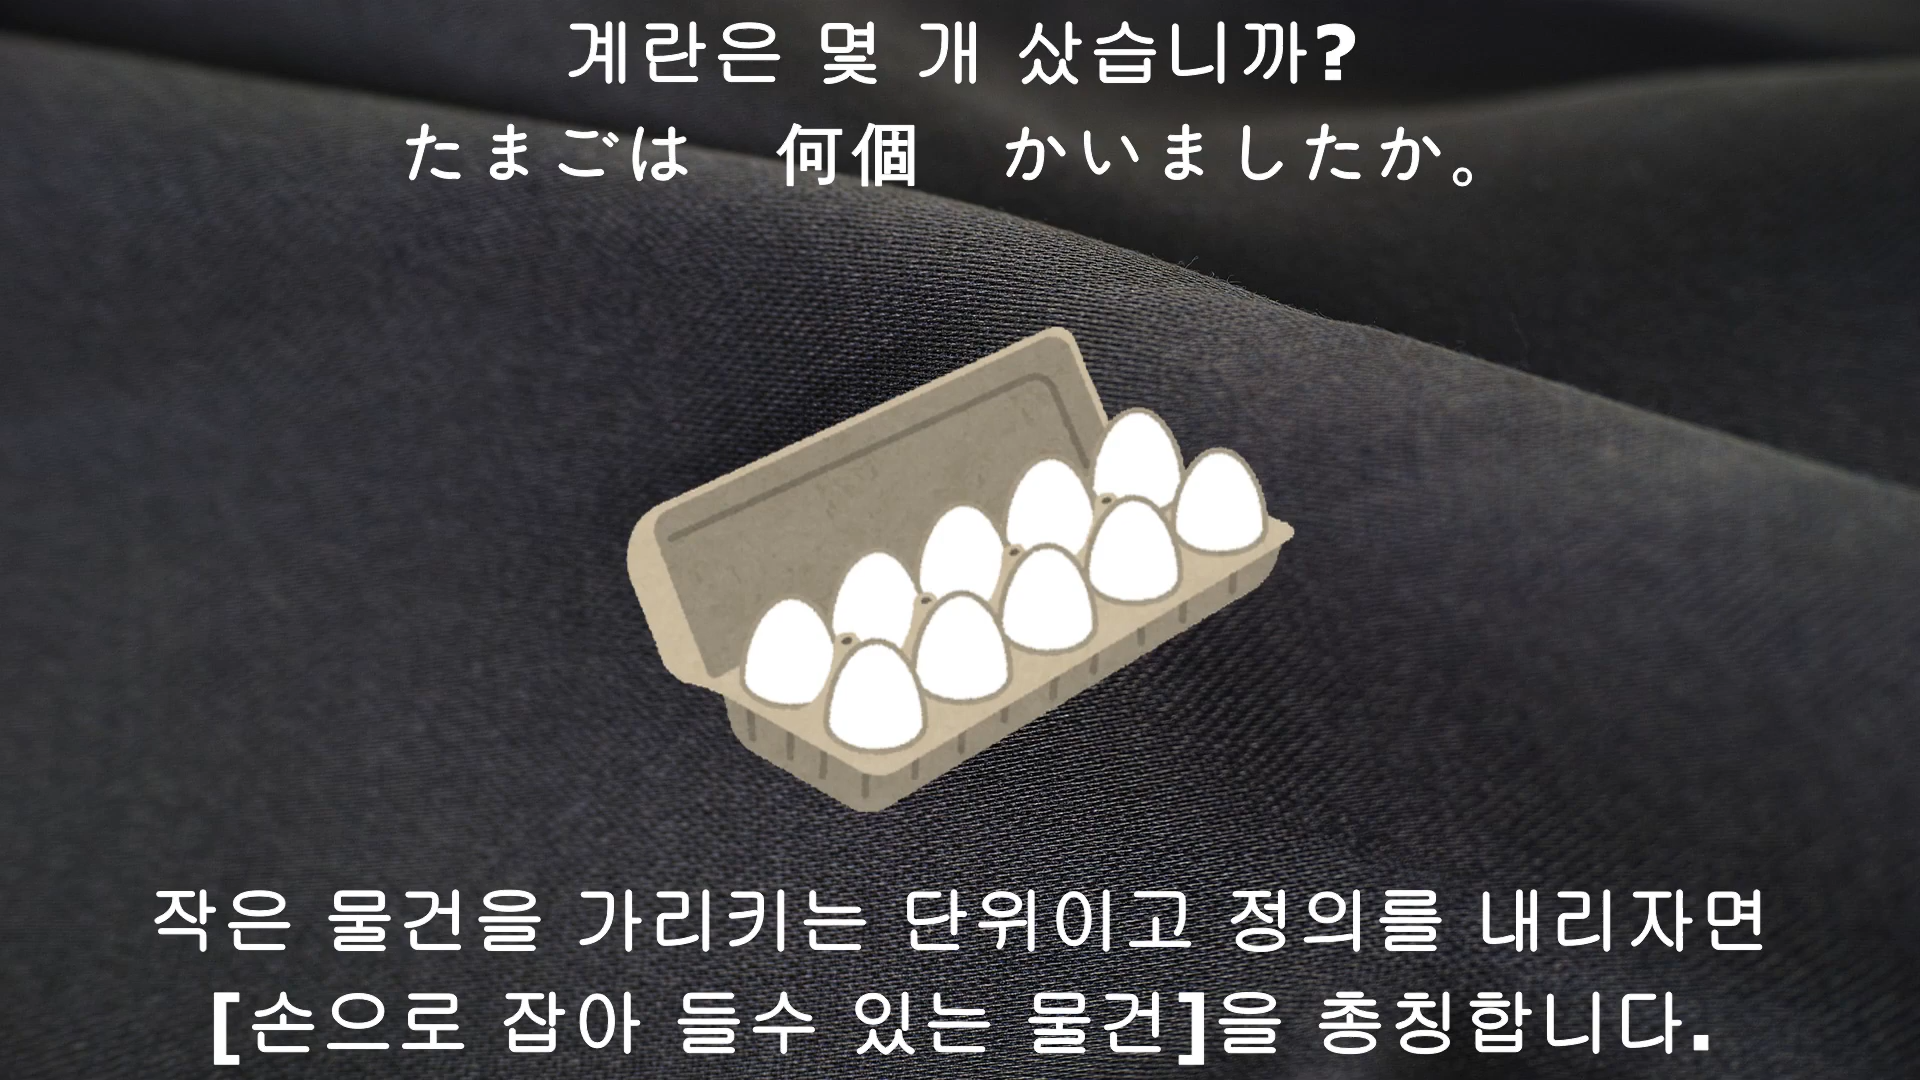 계란은 몇 개 샀습니까?
たまごは　何個　かいましたか。
작은 물건을 가리키는 단위이고 정의를 내리자면
[손으로 잡아 들수 있는 물건]을 총칭합니다.